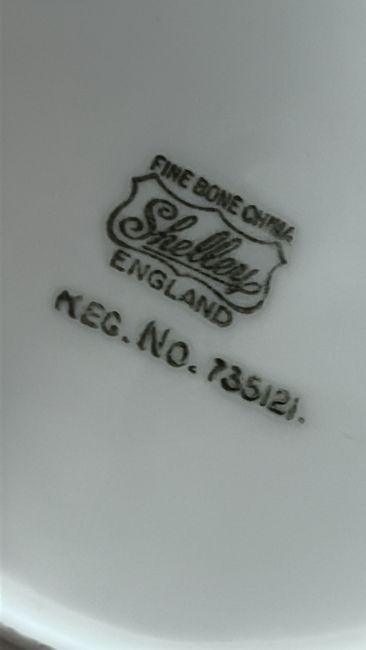 FINE BONE CHINA
Shelley
ENGLAND
REG. NO. 735121.